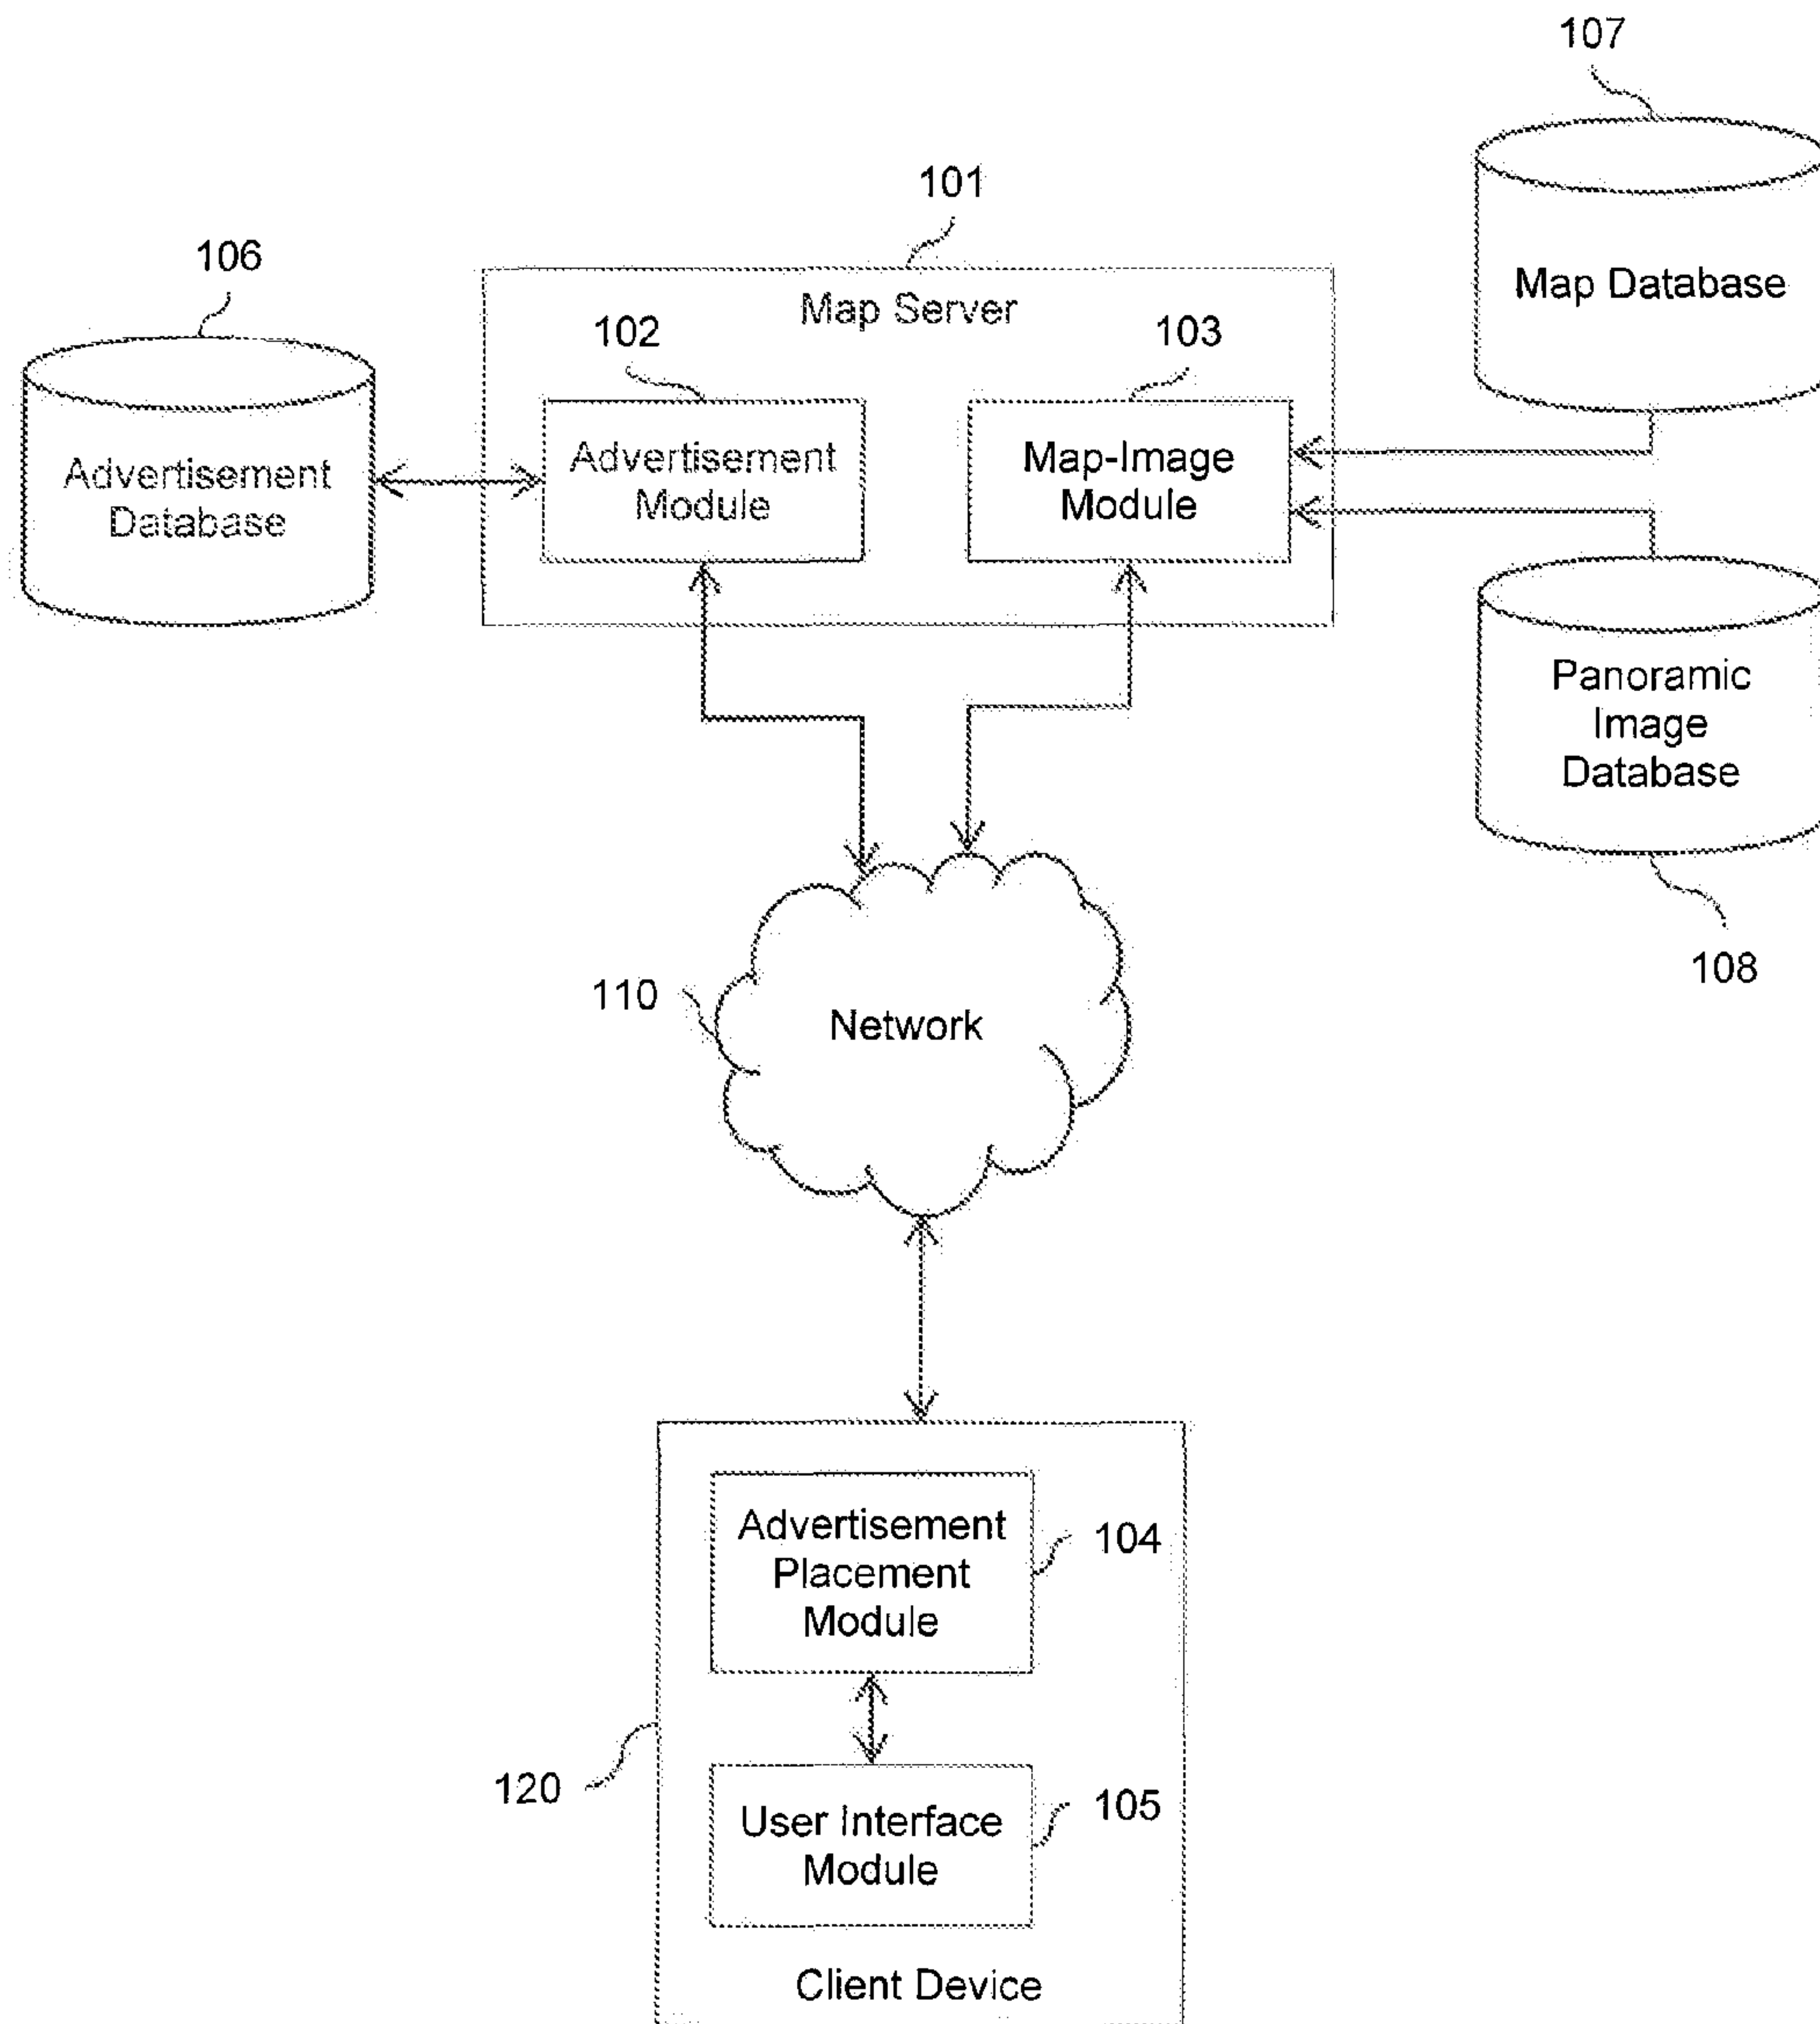 107
101
106
Map Server
Map Database
102
103
Advertisement
Database
Advertisement
Module
Map-Image
Module
Panoramic
Image
Database
108
110
Network
Advertisement
Placement
Module
104
120
User Interface
Module
105
Client Device